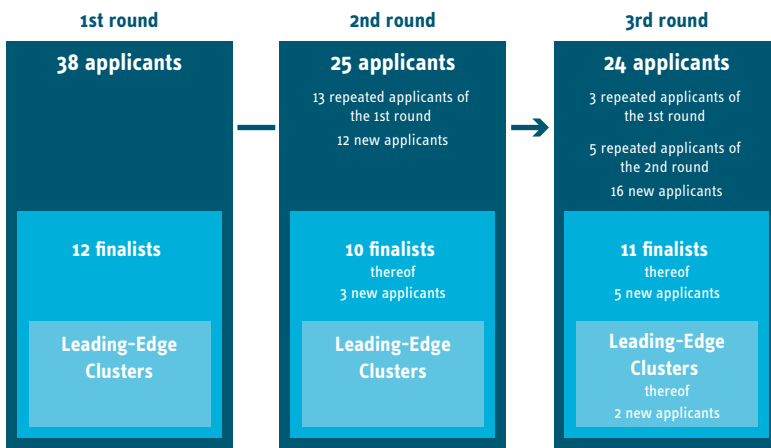 1st round
38 applicants
12 finalists
Leading-Edge
Clusters
2nd round
25 applicants
13 repeated applicants of
the 1st round
12 new applicants
10 finalists
thereof
3 new applicants
Leading-Edge
Clusters
3rd round
24 applicants
3 repeated applicants of
the 1st round
5 repeated applicants of
the 2nd round
16 new applicants
11 finalists
thereof
5 new applicants
Leading-Edge
Clusters
thereof
2 new applicants